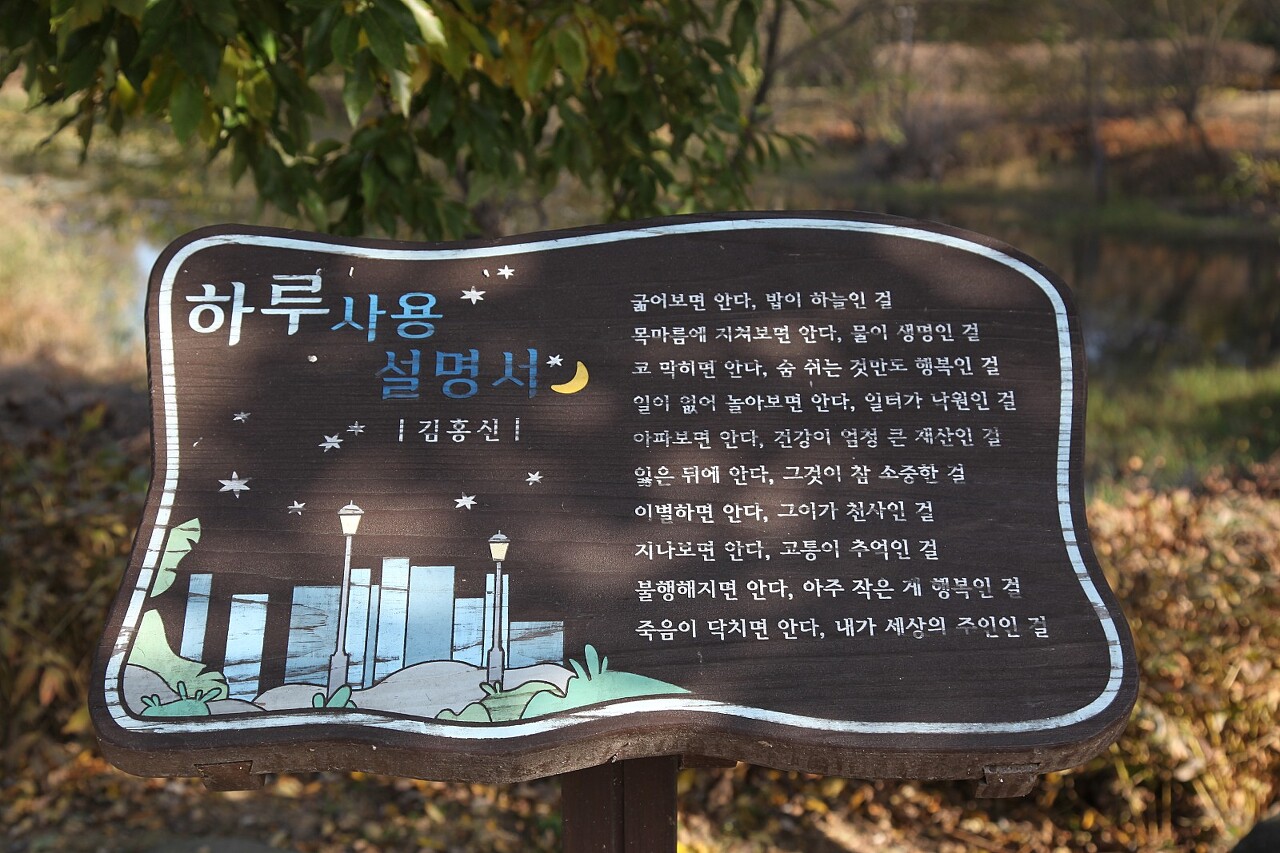 하루 사용
설명서
김홍신
굶어보면 안다, 밥이 하늘인 걸
목마름에 지쳐보면 안다, 물이 생명인 걸
코 막히면 안다, 숨 쉬는 것만도 행복인 걸
일이 없어 놀아보면 안다, 일터가 낙원인 걸
아파보면 안다, 건강이 엄청 큰 재산인 걸
잃은 뒤에 안다, 그것이 참 소중한 걸
이별하면 안다, 그이가 천사인 걸
지나보면 안다, 고통이 추억인 걸
불행해지면 안다, 아주 작은 게 행복인 걸
죽음이 닥치면 안다, 내가 세상의 주인인 걸